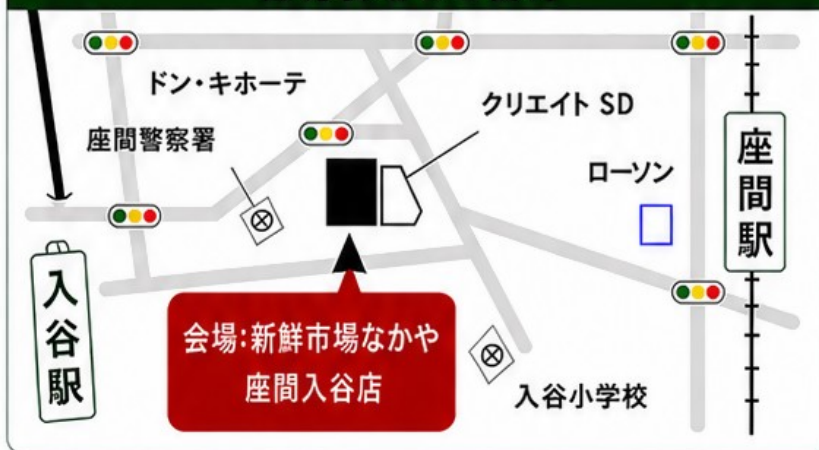 ドン・キホーテ
クリエイト SD
座間警察署
ローソン
座間駅
入谷駅
会場:新鮮市場なかや
座間入谷店
入谷小学校